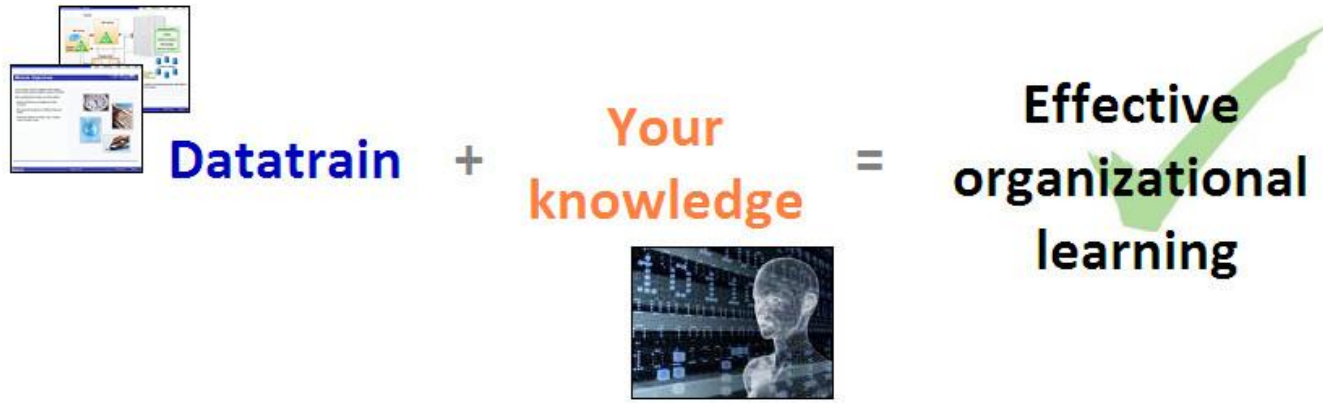 Datatrain
+
Your
knowledge
=
Effective
organizational
learning